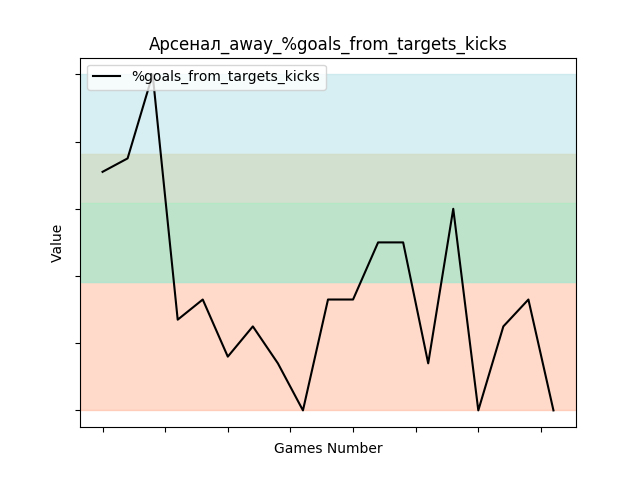 Арсенал_away_%goals_from_targets_kicks
%goals_from_targets_kicks
Value
Games Number